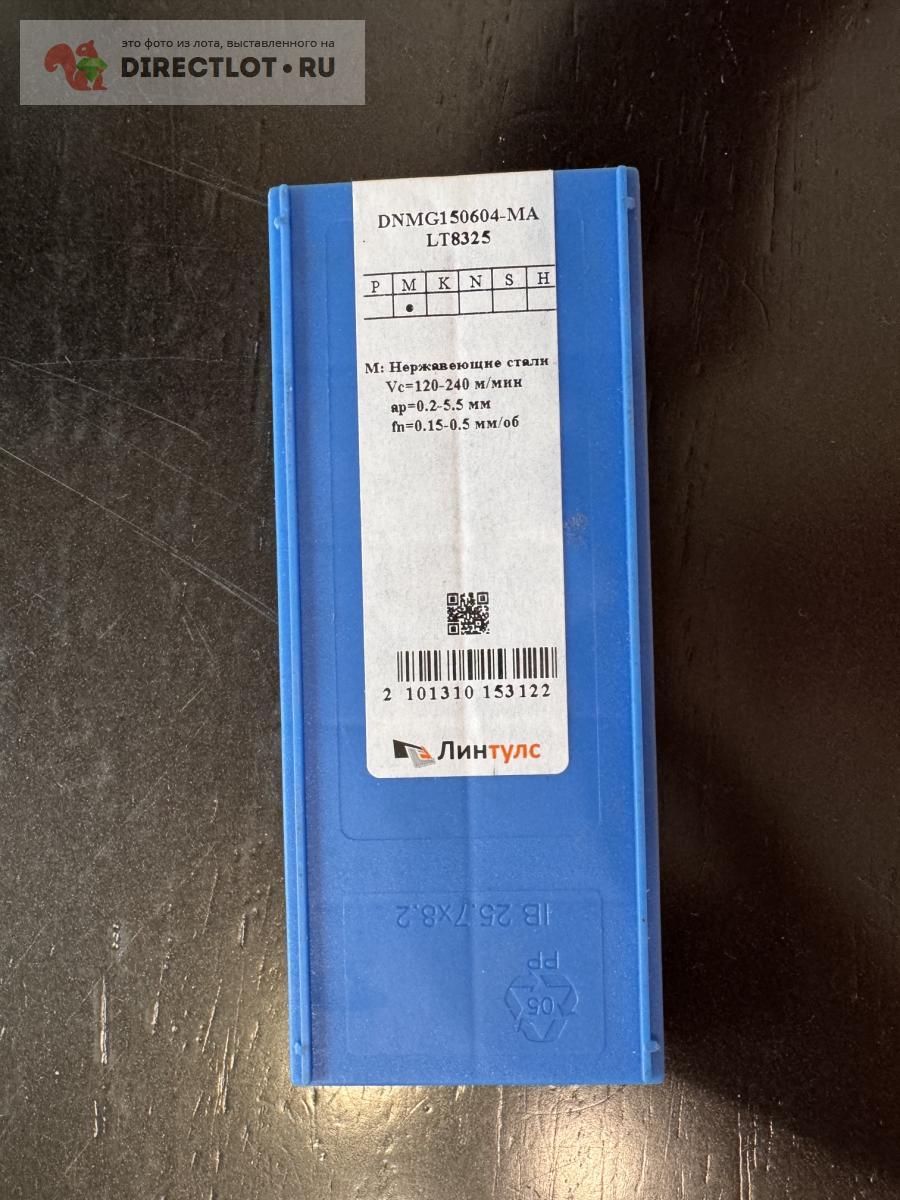 это фото из лота, выставленного на
DIRECTLOT•RU
DNMG150604-MA
LT8325
P M K N S H
•
М: Нержавеющие стали
Vc=120-240 м/мин
ap=0.2-5.5 мм
fn=0.15-0.5 мм/об
2 101310 153122
Линтулс
IB 25.7x8.2
PP
05